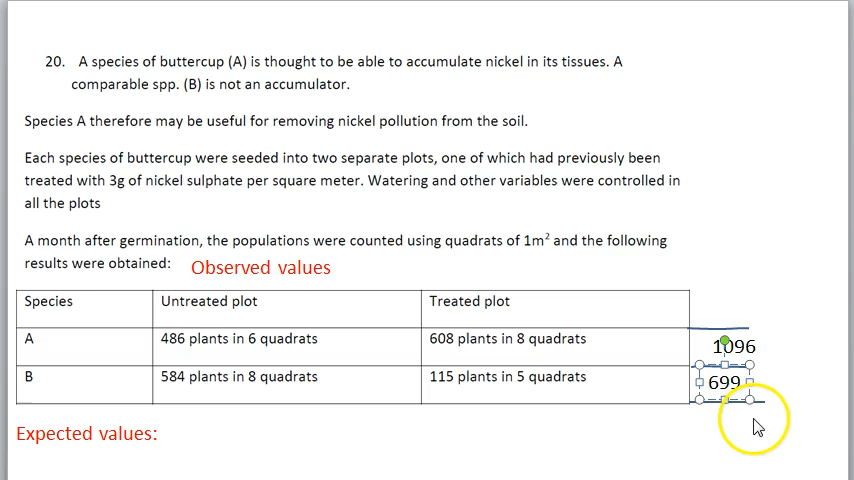 20. A species of buttercup (A) is thought to be able to accumulate nickel in its tissues. A
comparable spp. (B) is not an accumulator.
Species A therefore may be useful for removing nickel pollution from the soil.
Each species of buttercup were seeded into two separate plots, one of which had previously been
treated with 3g of nickel sulphate per square meter. Watering and other variables were controlled in
all the plots
A month after germination, the populations were counted using quadrats of 1m² and the following
results were obtained: Observed values
Species Untreated plot Treated plot
A 486 plants in 6 quadrats 608 plants in 8 quadrats 1096
B 584 plants in 8 quadrats 115 plants in 5 quadrats 699
Expected values: